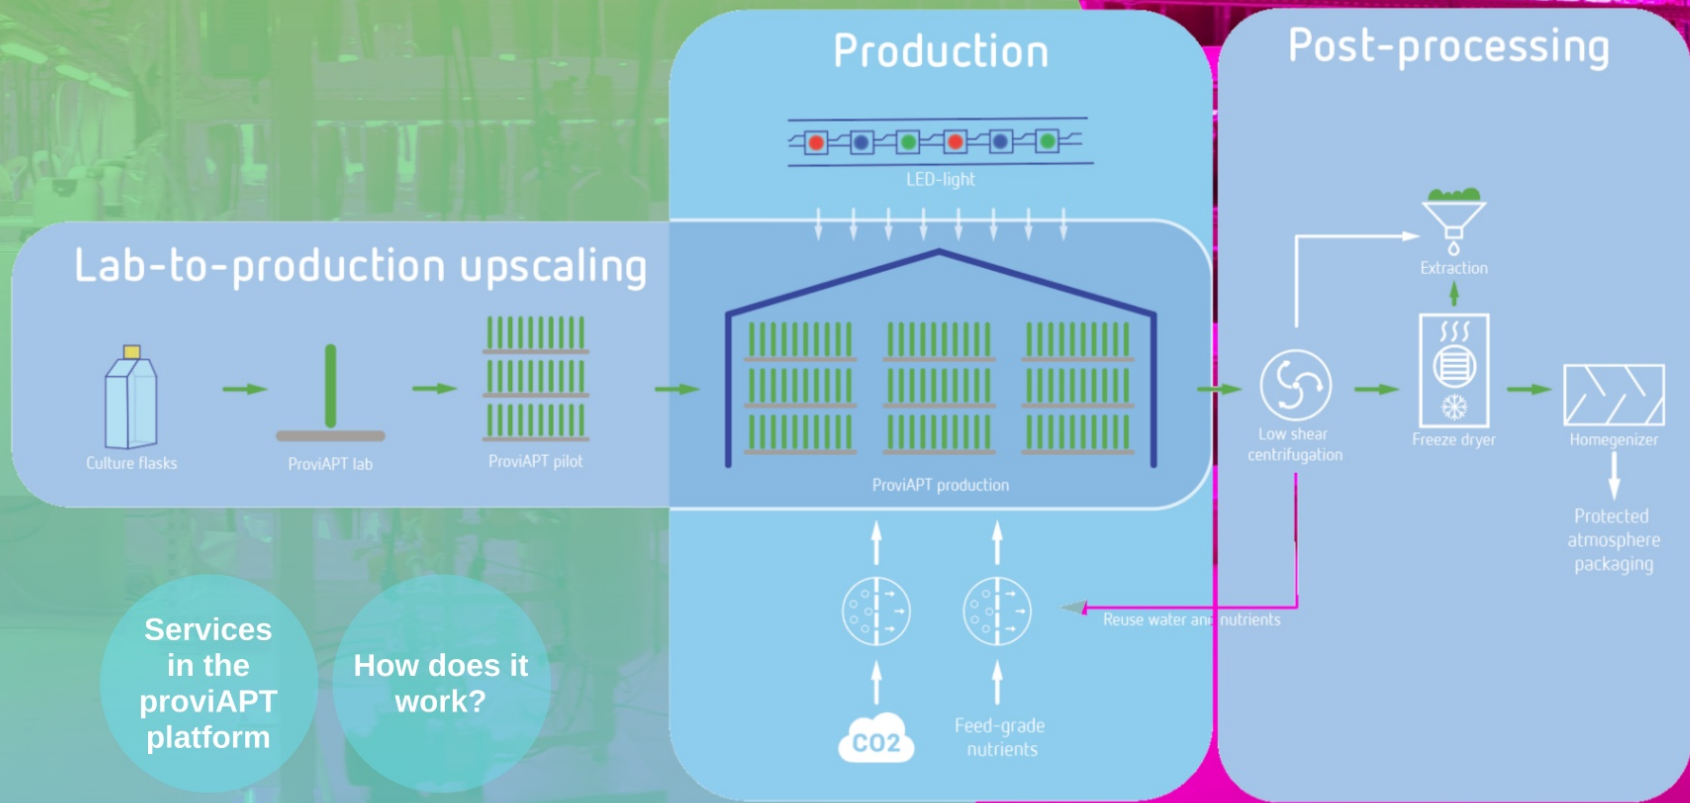 Production
Post-processing
LED-light
Lab-to-production upscaling
Extraction
Culture flasks
ProviAPT lab
ProviAPT pilot
ProviAPT production
Low shear
centrifugation
Freeze dryer
Homegenizer
Protected
atmosphere
packaging
Reuse water and nutrients
CO2
Feed-grade
nutrients
Services
in the
proviAPT
platform
How does it
work?